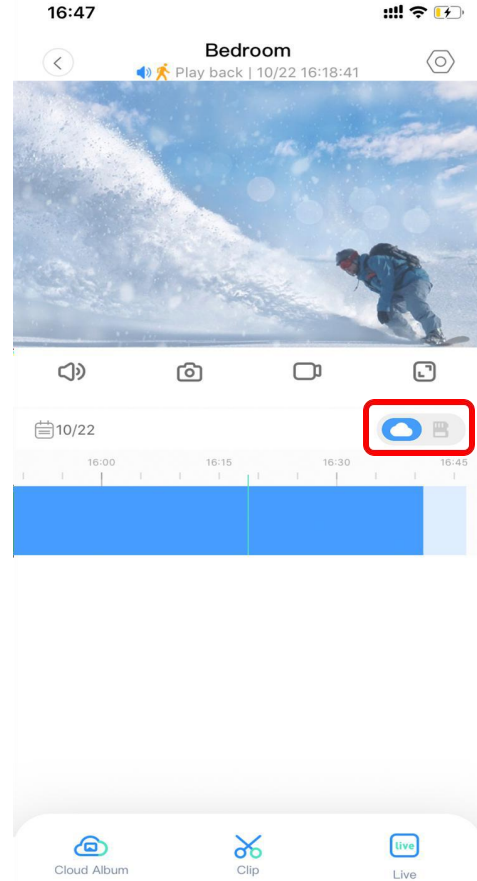 16:47
Bedroom
Play back | 10/22 16:18:41
10/22
16:00 16:15 16:30 16:45
live
Cloud Album Clip Live